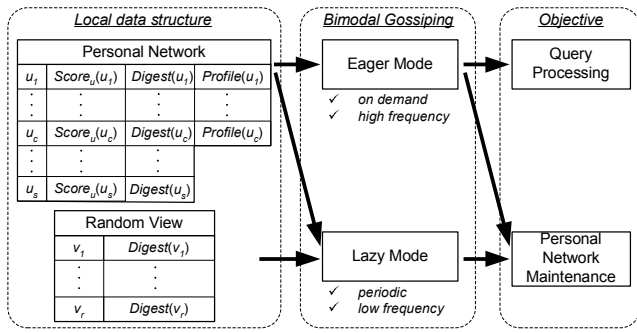 Local data structure
Bimodal Gossiping
Objective
Personal Network
u1 Scoreu(u1) Digest(u1) Profile(u1)
uc Scoreu(uc) Digest(uc) Profile(uc)
us Scoreu(us) Digest(us)
Random View
v1 Digest(v1)
vr Digest(vr)
Eager Mode
✓ on demand
✓ high frequency
Lazy Mode
✓ periodic
✓ low frequency
Query
Processing
Personal
Network
Maintenance